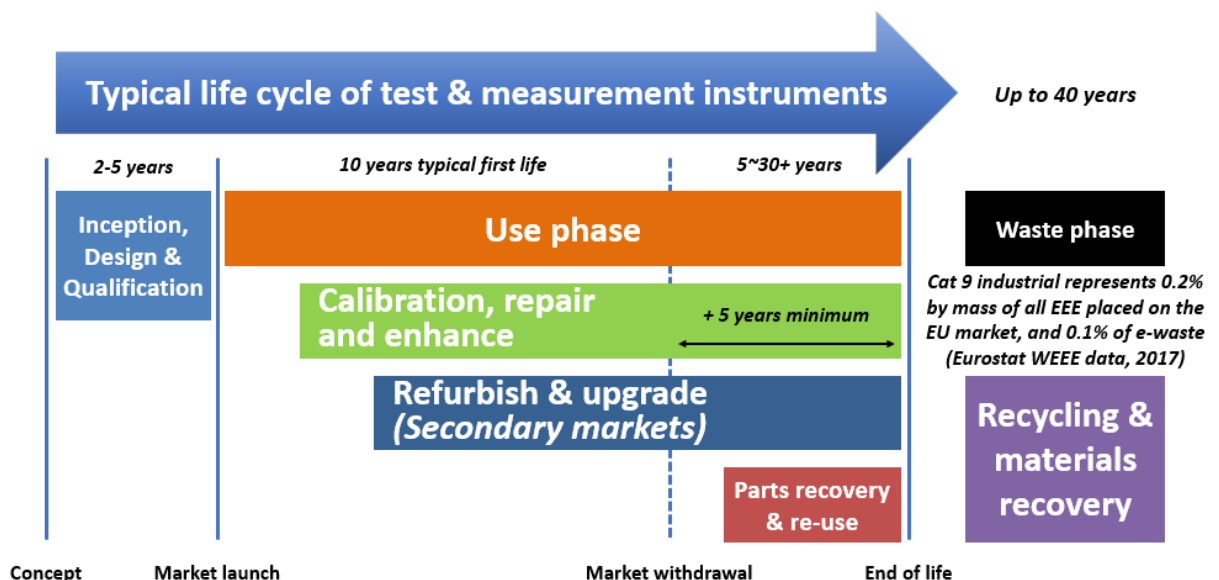 Typical life cycle of test & measurement instruments
Up to 40 years
2-5 years
10 years typical first life
5~30+ years
Inception,
Design &
Qualification
Use phase
Waste phase
Calibration, repair
and enhance
+ 5 years minimum
Cat 9 industrial represents 0.2%
by mass of all EEE placed on the
EU market, and 0.1% of e-waste
(Eurostat WEEE data, 2017)
Refurbish & upgrade
(Secondary markets)
Recycling &
materials
recovery
Parts recovery
& re-use
Concept
Market launch
Market withdrawal
End of life